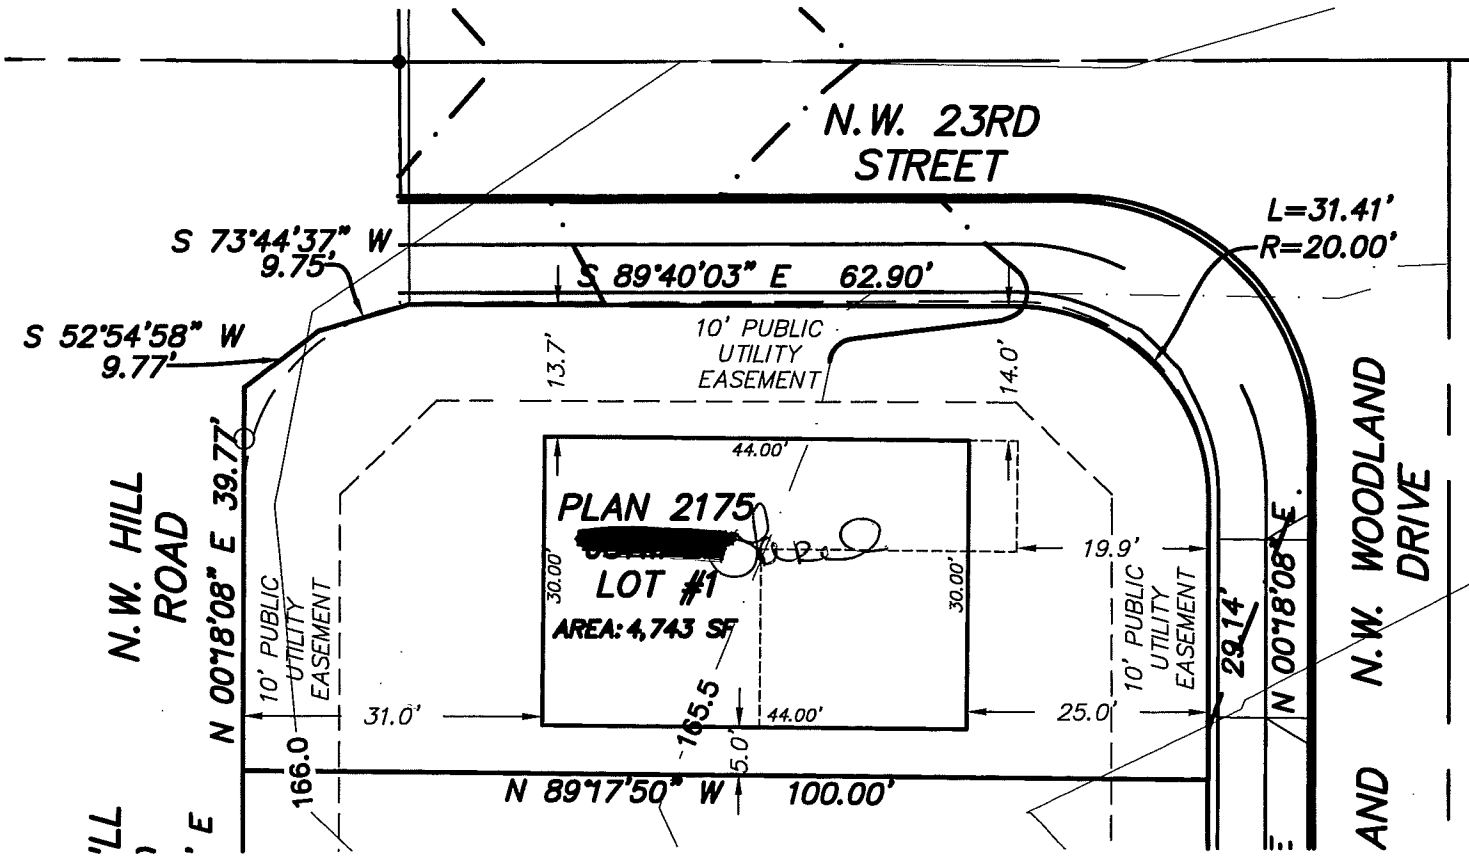 N.W. 23RD
STREET
L=31.41'
R=20.00'
S 73°44'37" W
9.75'
S 89°40'03" E 62.90'
S 52°54'58" W
9.77'
10' PUBLIC
UTILITY
EASEMENT
13.7'
14.0'
N.W. HILL
ROAD
N 00°18'08" E 39.77'
10' PUBLIC
UTILITY
EASEMENT
44.00'
PLAN 2175
LOT #1
AREA: 4,743 SF
30.00'
30.00'
19.9'
10' PUBLIC
UTILITY
EASEMENT
29.14'
N 00°18'08" E
N.W. WOODLAND
DRIVE
31.0'
44.00'
25.0'
165.5
5.0'
166.0
N 89°17'50" W 100.00'
' E
AND